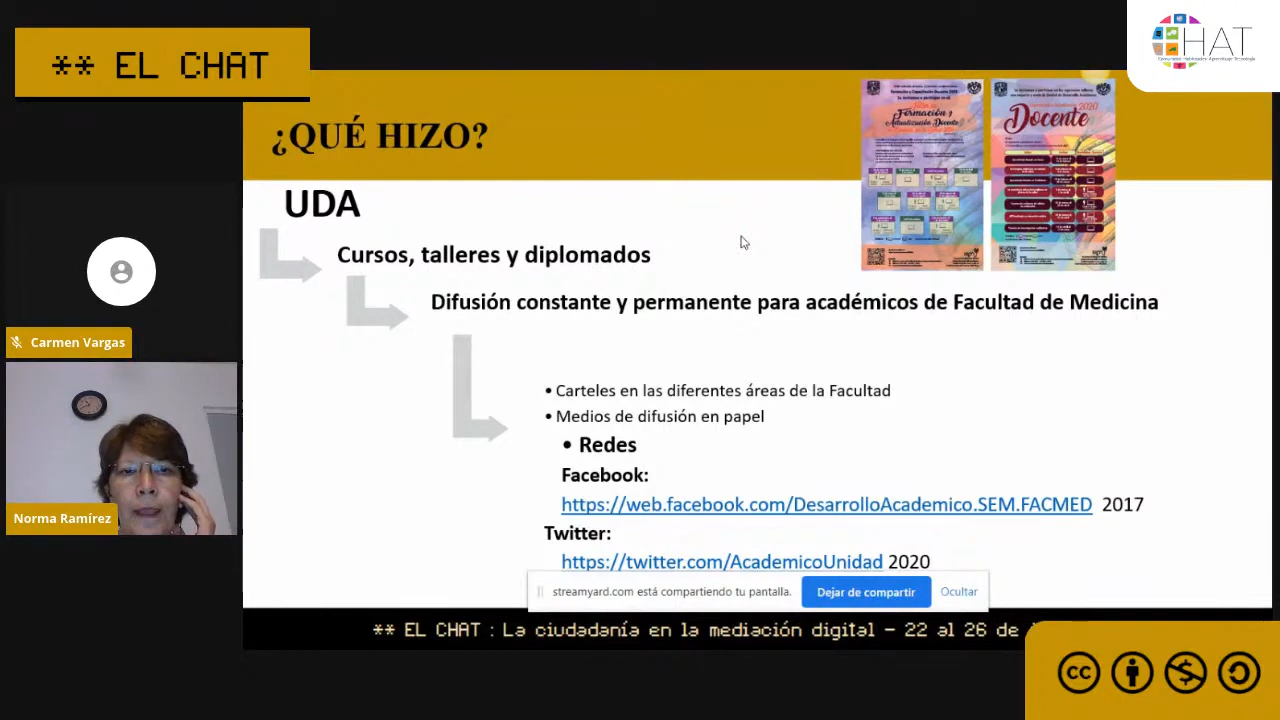 ** EL CHAT
HAT
¿QUÉ HIZO?
Formación y
Actualización Docente
2020
Docente
UDA
Cursos, talleres y diplomados
Difusión constante y permanente para académicos de Facultad de Medicina
• Carteles en las diferentes áreas de la Facultad
• Medios de difusión en papel
• Redes
Facebook:
https://web.facebook.com/DesarrolloAcademico.SEM.FACMED 2017
Twitter:
https://twitter.com/AcademicoUnidad 2020
Carmen Vargas
Norma Ramírez
streamyard.com está compartiendo tu pantalla.
Dejar de compartir
Ocultar
** EL CHAT : La ciudadanía en la mediación digital – 22 al 26 de
cc